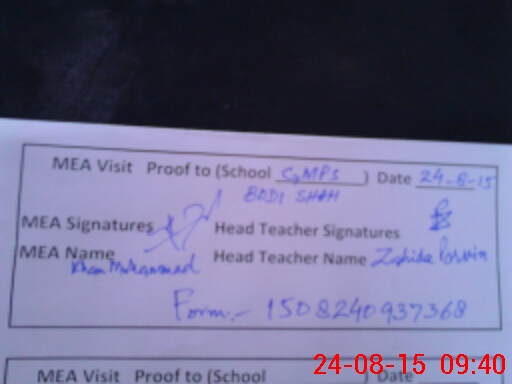 MEA Visit Proof to (School GMPS) Date 24-8-15
BODI SHAH
MEA Signatures Head Teacher Signatures
MEA Name Khan Muhammad Head Teacher Name Zahida Parvin
Form:- 1508240937368
MEA Visit Proof to (School Date
24-08-15 09:40